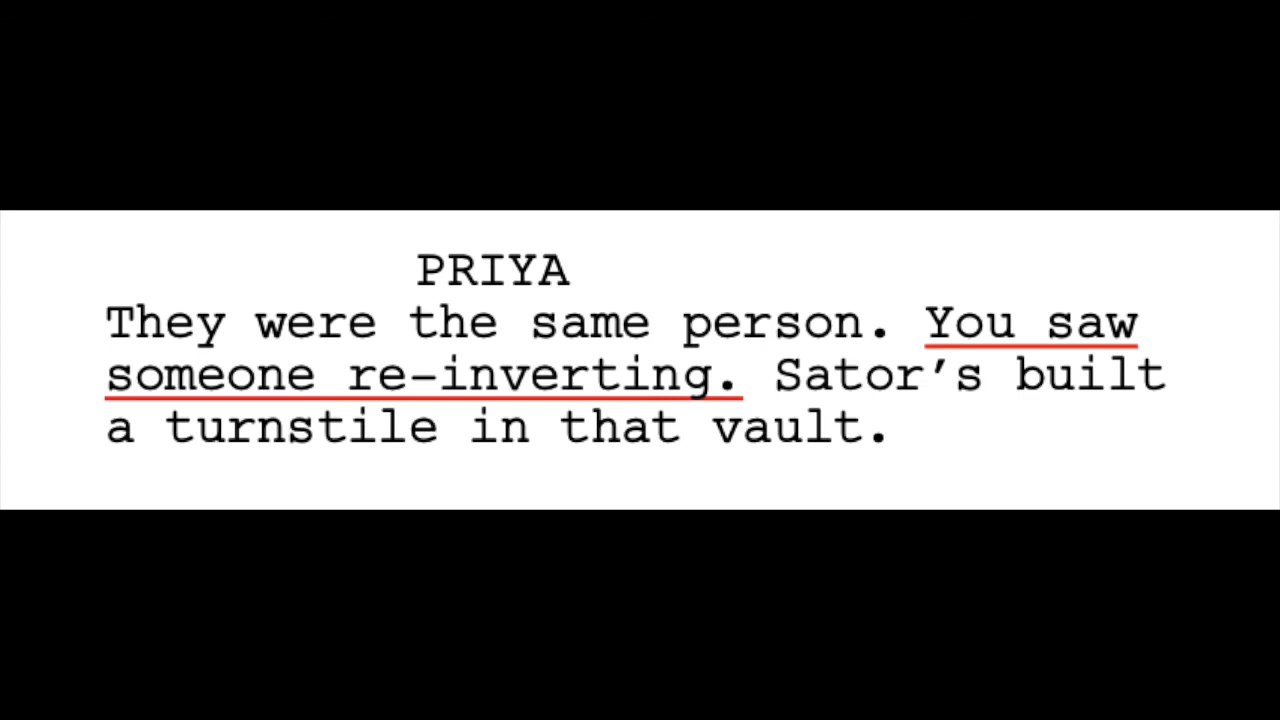 PRIYA
They were the same person. You saw
someone re-inverting. Sator’s built
a turnstile in that vault.